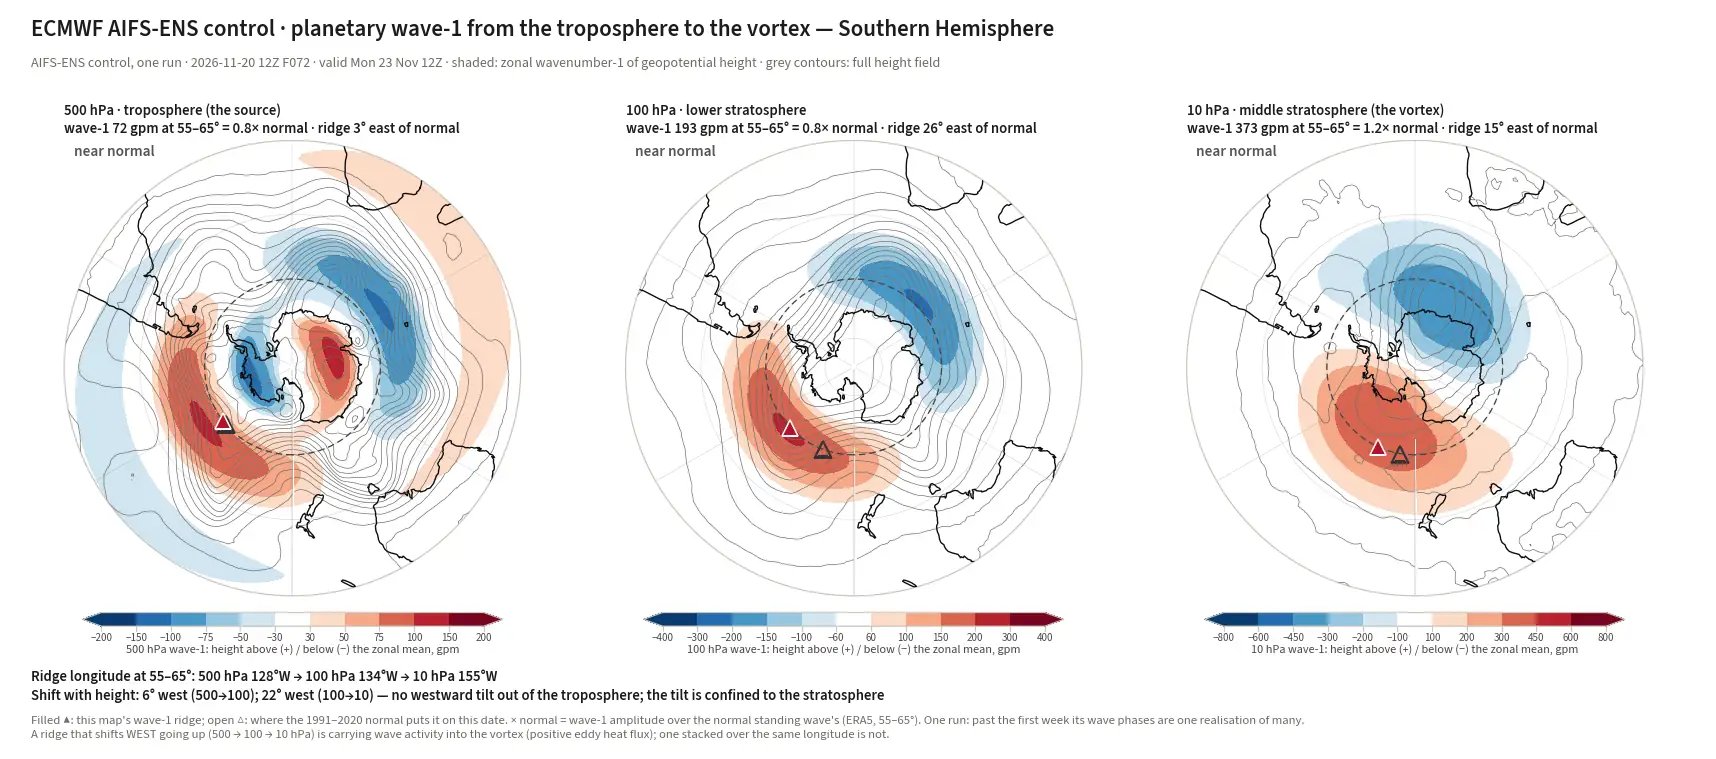 ECMWF AIFS-ENS control · planetary wave-1 from the troposphere to the vortex — Southern Hemisphere
AIFS-ENS control, one run · 2026-11-20 12Z F072 · valid Mon 23 Nov 12Z · shaded: zonal wavenumber-1 of geopotential height · grey contours: full height field
500 hPa · troposphere (the source)
wave-1 72 gpm at 55–65° = 0.8× normal · ridge 3° east of normal
near normal
100 hPa · lower stratosphere
wave-1 193 gpm at 55–65° = 0.8× normal · ridge 26° east of normal
near normal
10 hPa · middle stratosphere (the vortex)
wave-1 373 gpm at 55–65° = 1.2× normal · ridge 15° east of normal
near normal
−200 −150 −100 −75 −50 −30 30 50 75 100 150 200
500 hPa wave-1: height above (+) / below (−) the zonal mean, gpm
−400 −300 −200 −150 −100 −60 60 100 150 200 300 400
100 hPa wave-1: height above (+) / below (−) the zonal mean, gpm
−800 −600 −450 −300 −200 −100 100 200 300 450 600 800
10 hPa wave-1: height above (+) / below (−) the zonal mean, gpm
Ridge longitude at 55–65°: 500 hPa 128°W → 100 hPa 134°W → 10 hPa 155°W
Shift with height: 6° west (500→100); 22° west (100→10) — no westward tilt out of the troposphere; the tilt is confined to the stratosphere
Filled ▲: this map's wave-1 ridge; open △: where the 1991–2020 normal puts it on this date. × normal = wave-1 amplitude over the normal standing wave's (ERA5, 55–65°). One run: past the first week its wave phases are one realisation of many.
A ridge that shifts WEST going up (500 → 100 → 10 hPa) is carrying wave activity into the vortex (positive eddy heat flux); one stacked over the same longitude is not.